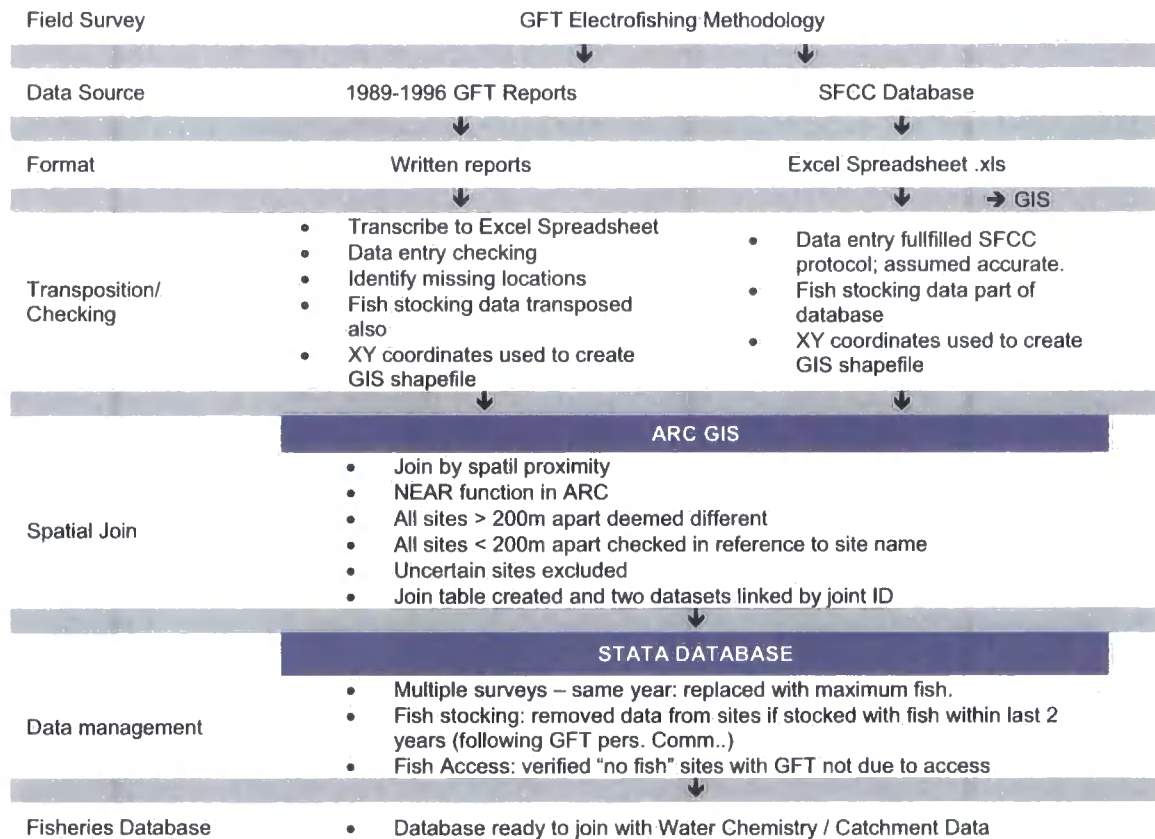 Field Survey
GFT Electrofishing Methodology
Data Source
1989-1996 GFT Reports
SFCC Database
Format
Written reports
Excel Spreadsheet .xls
→ GIS
Transposition/
Checking
• Transcribe to Excel Spreadsheet
• Data entry checking
• Identify missing locations
• Fish stocking data transposed
also
• XY coordinates used to create
GIS shapefile
• Data entry fullfilled SFCC
protocol; assumed accurate.
• Fish stocking data part of
database
• XY coordinates used to create
GIS shapefile
ARC GIS
Spatial Join
• Join by spatil proximity
• NEAR function in ARC
• All sites > 200m apart deemed different
• All sites < 200m apart checked in reference to site name
• Uncertain sites excluded
• Join table created and two datasets linked by joint ID
STATA DATABASE
Data management
• Multiple surveys – same year: replaced with maximum fish.
• Fish stocking: removed data from sites if stocked with fish within last 2
years (following GFT pers. Comm..)
• Fish Access: verified "no fish" sites with GFT not due to access
Fisheries Database
• Database ready to join with Water Chemistry / Catchment Data